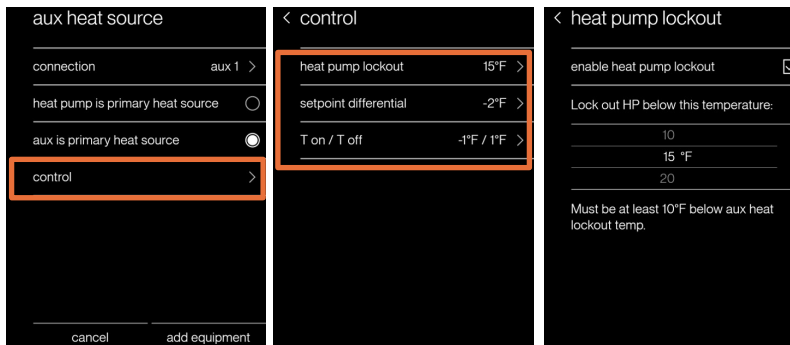 aux heat source
connection aux 1 >
heat pump is primary heat source
aux is primary heat source
control >
cancel add equipment
< control
heat pump lockout 15°F >
setpoint differential -2°F >
T on / T off -1°F / 1°F >
< heat pump lockout
enable heat pump lockout
Lock out HP below this temperature:
10
15 °F
20
Must be at least 10°F below aux heat
lockout temp.